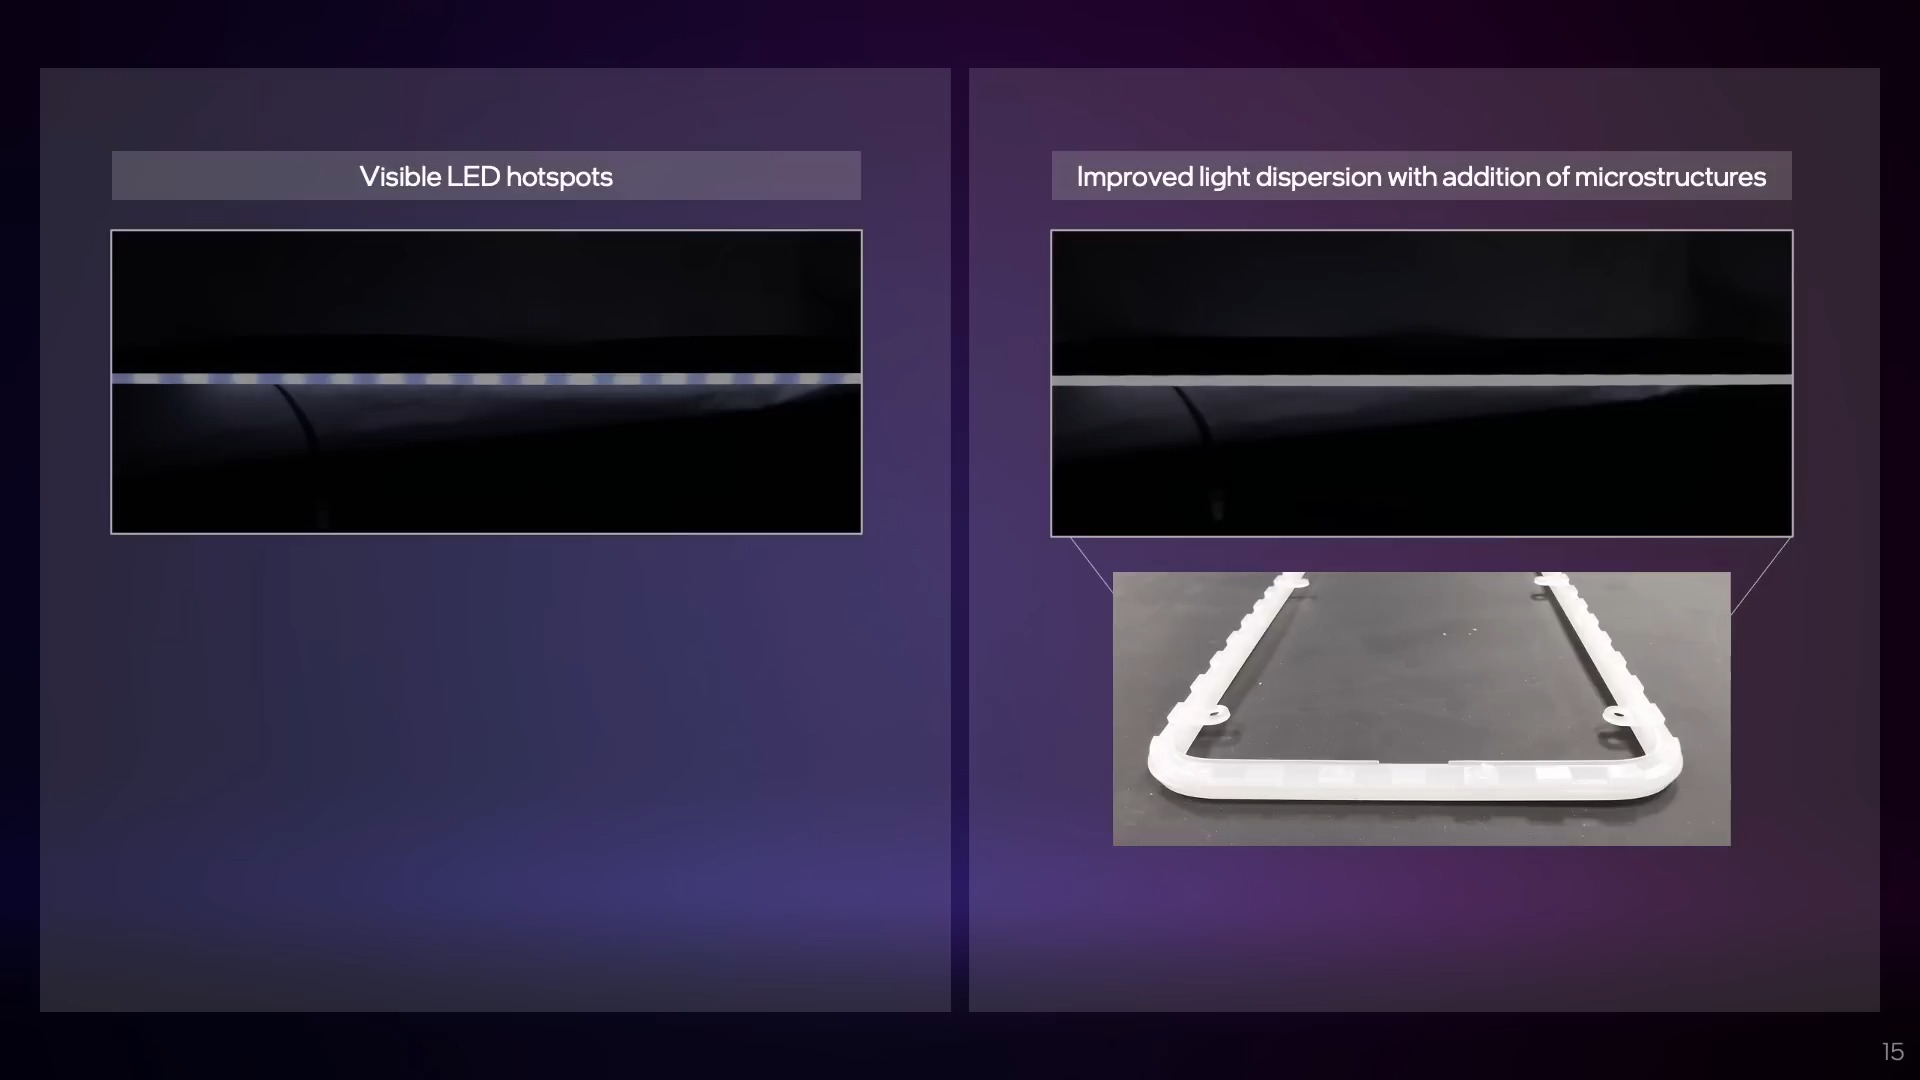 Visible LED hotspots
Improved light dispersion with addition of microstructures
15